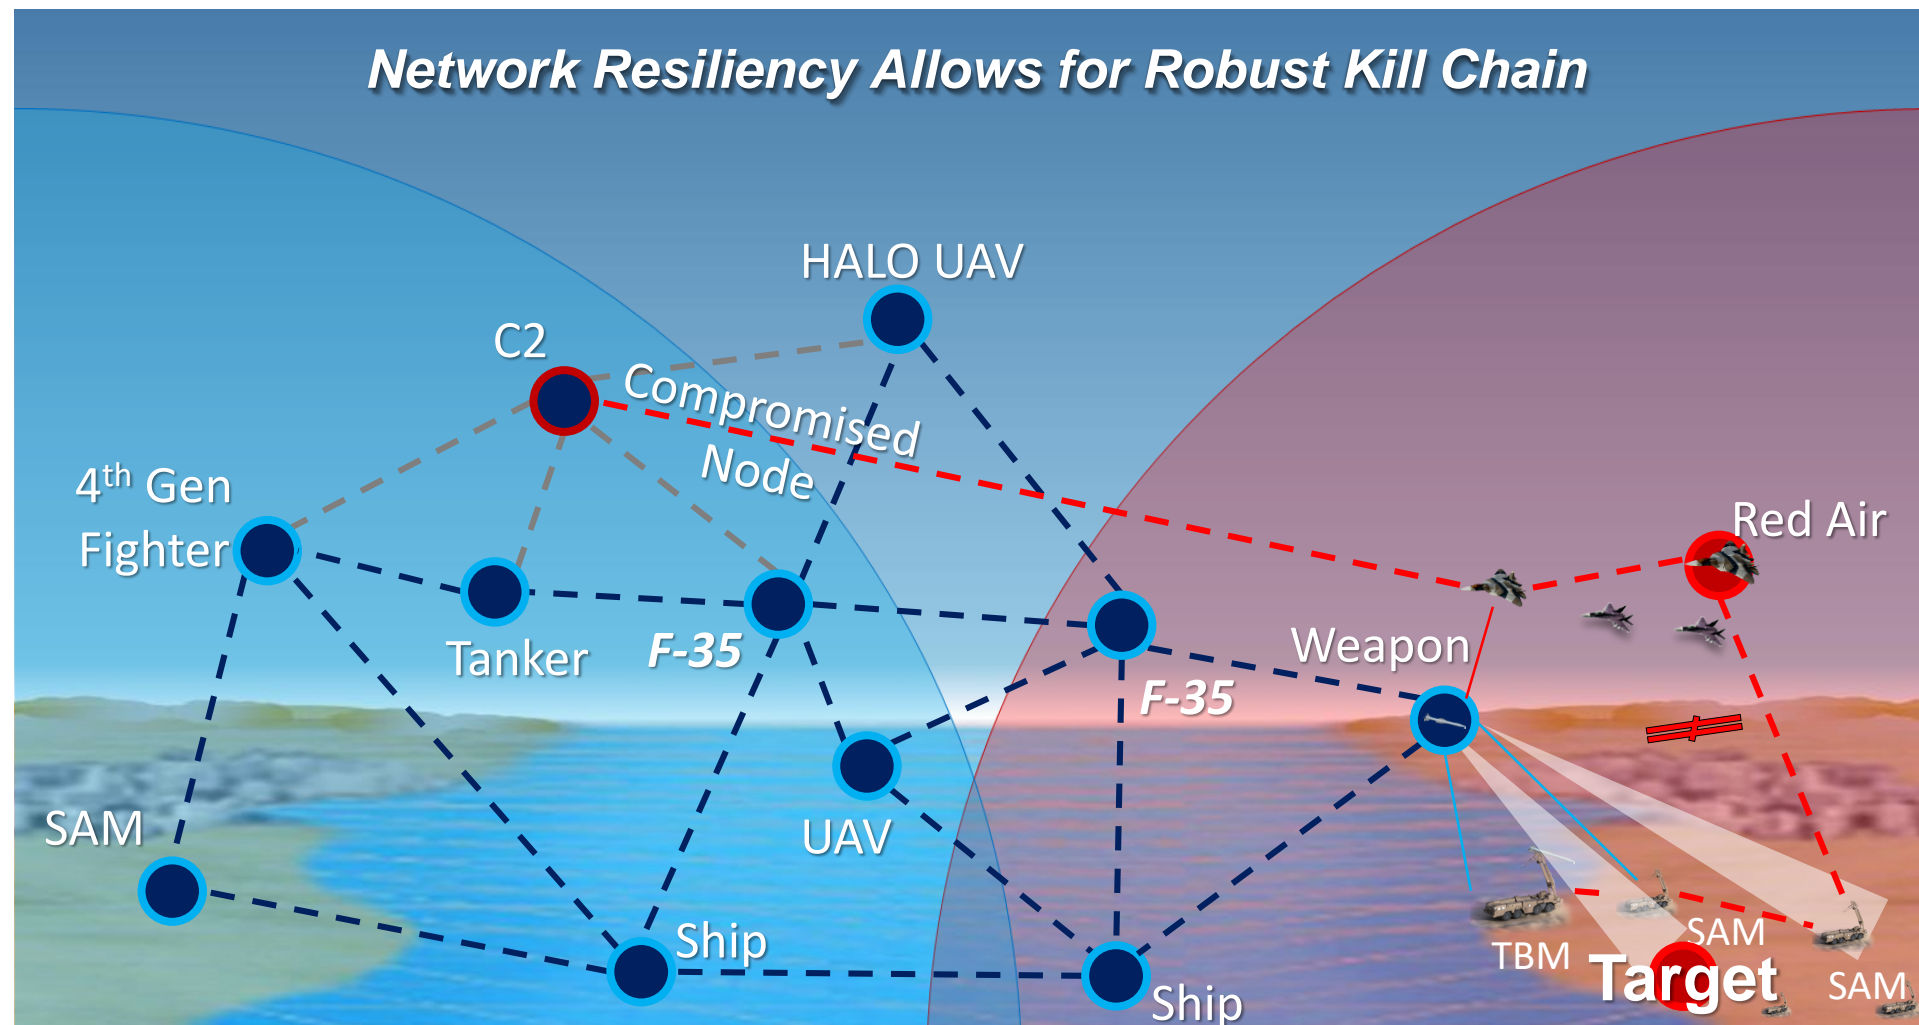 Network Resiliency Allows for Robust Kill Chain
HALO UAV
C2
Compromised
Node
4th Gen
Fighter
Red Air
Tanker
F-35
Weapon
F-35
SAM
UAV
Ship
SAM
TBM
Target
SAM
Ship